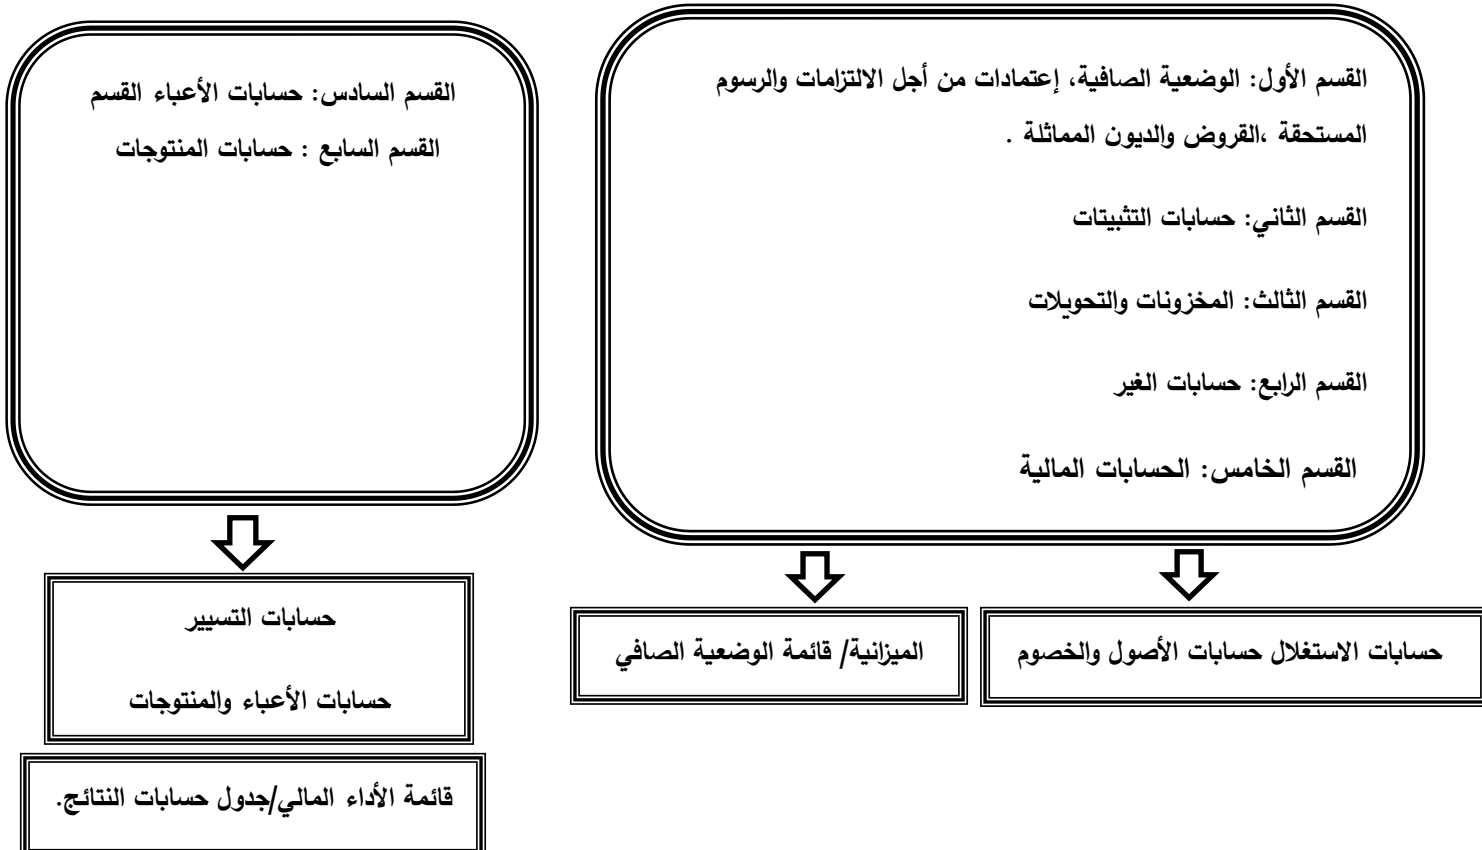 القسم الأول: الوضعية الصافية، إعتمادات من أجل الالتزامات والرسوم
المستحقة ،القروض والديون المماثلة .
القسم الثاني: حسابات التثبيتات
القسم الثالث: المخزونات والتحويلات
القسم الرابع: حسابات الغير
القسم الخامس: الحسابات المالية
القسم السادس: حسابات الأعباء القسم
القسم السابع : حسابات المنتوجات
حسابات الاستغلال حسابات الأصول والخصوم
الميزانية/ قائمة الوضعية الصافي
حسابات التسيير
حسابات الأعباء والمنتوجات
قائمة الأداء المالي/جدول حسابات النتائج.